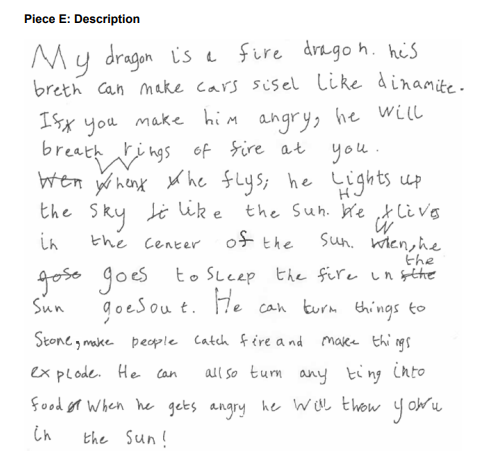 Piece E: Description
My dragon is a fire dragon. his
breth can make cars sisel like dinamite.
If you make him angry, he will
breath rings of fire at you.
When he flys, he Lights up
the sky like the Sun. He Livs
in the center of the Sun. When he
goes to sleep the fire in the
Sun goes out. He can turn things to
Stone, make people catch fire and make things
explode. He can allso turn any ting into
food When he gets angry he will throw you
in the Sun!